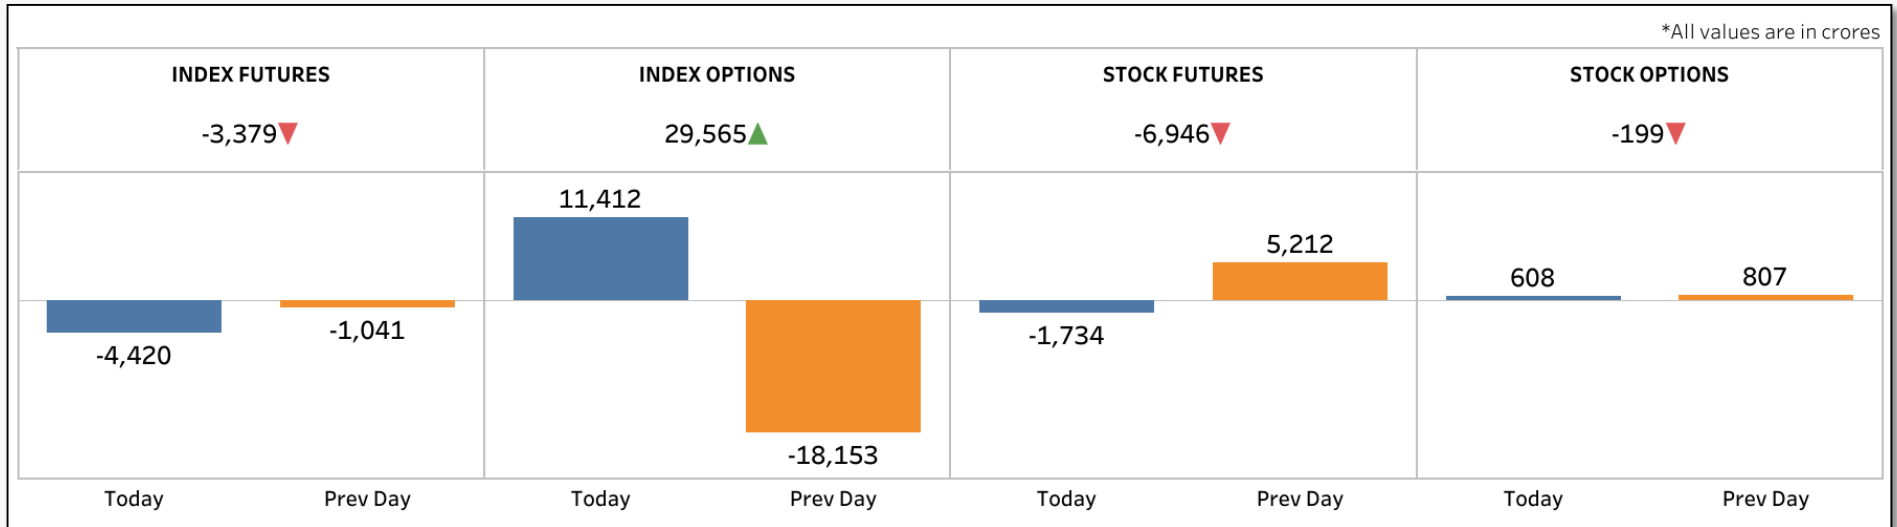 *All values are in crores
INDEX FUTURES
-3,379▼
INDEX OPTIONS
29,565▲
STOCK FUTURES
-6,946▼
STOCK OPTIONS
-199▼
-4,420
-1,041
11,412
-18,153
-1,734
5,212
608
807
Today
Prev Day
Today
Prev Day
Today
Prev Day
Today
Prev Day